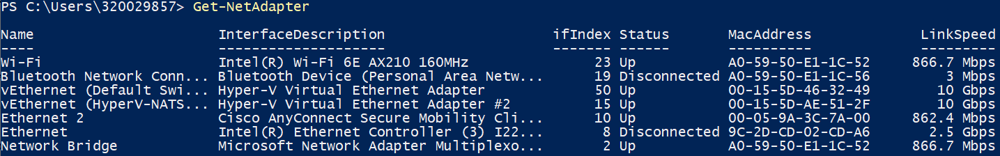 PS C:\Users\320029857> Get-NetAdapter
Name InterfaceDescription ifIndex Status MacAddress LinkSpeed
---- -------------------- ------- ------ ---------- ---------
Wi-Fi Intel(R) Wi-Fi 6E AX210 160MHz 23 Up A0-59-50-E1-1C-52 866.7 Mbps
Bluetooth Network Conn... Bluetooth Device (Personal Area Netw... 19 Disconnected A0-59-50-E1-1C-56 3 Mbps
vEthernet (Default Swi... Hyper-V Virtual Ethernet Adapter 50 Up 00-15-5D-46-32-49 10 Gbps
vEthernet (HyperV-NATS... Hyper-V Virtual Ethernet Adapter #2 15 Up 00-15-5D-AE-51-2F 10 Gbps
Ethernet 2 Cisco AnyConnect Secure Mobility Cli... 10 Up 00-05-9A-3C-7A-00 862.4 Mbps
Ethernet Intel(R) Ethernet Controller (3) I22... 8 Disconnected 9C-2D-CD-02-CD-A6 2.5 Gbps
Network Bridge Microsoft Network Adapter Multiplexo... 2 Up A0-59-50-E1-1C-52 866.7 Mbps